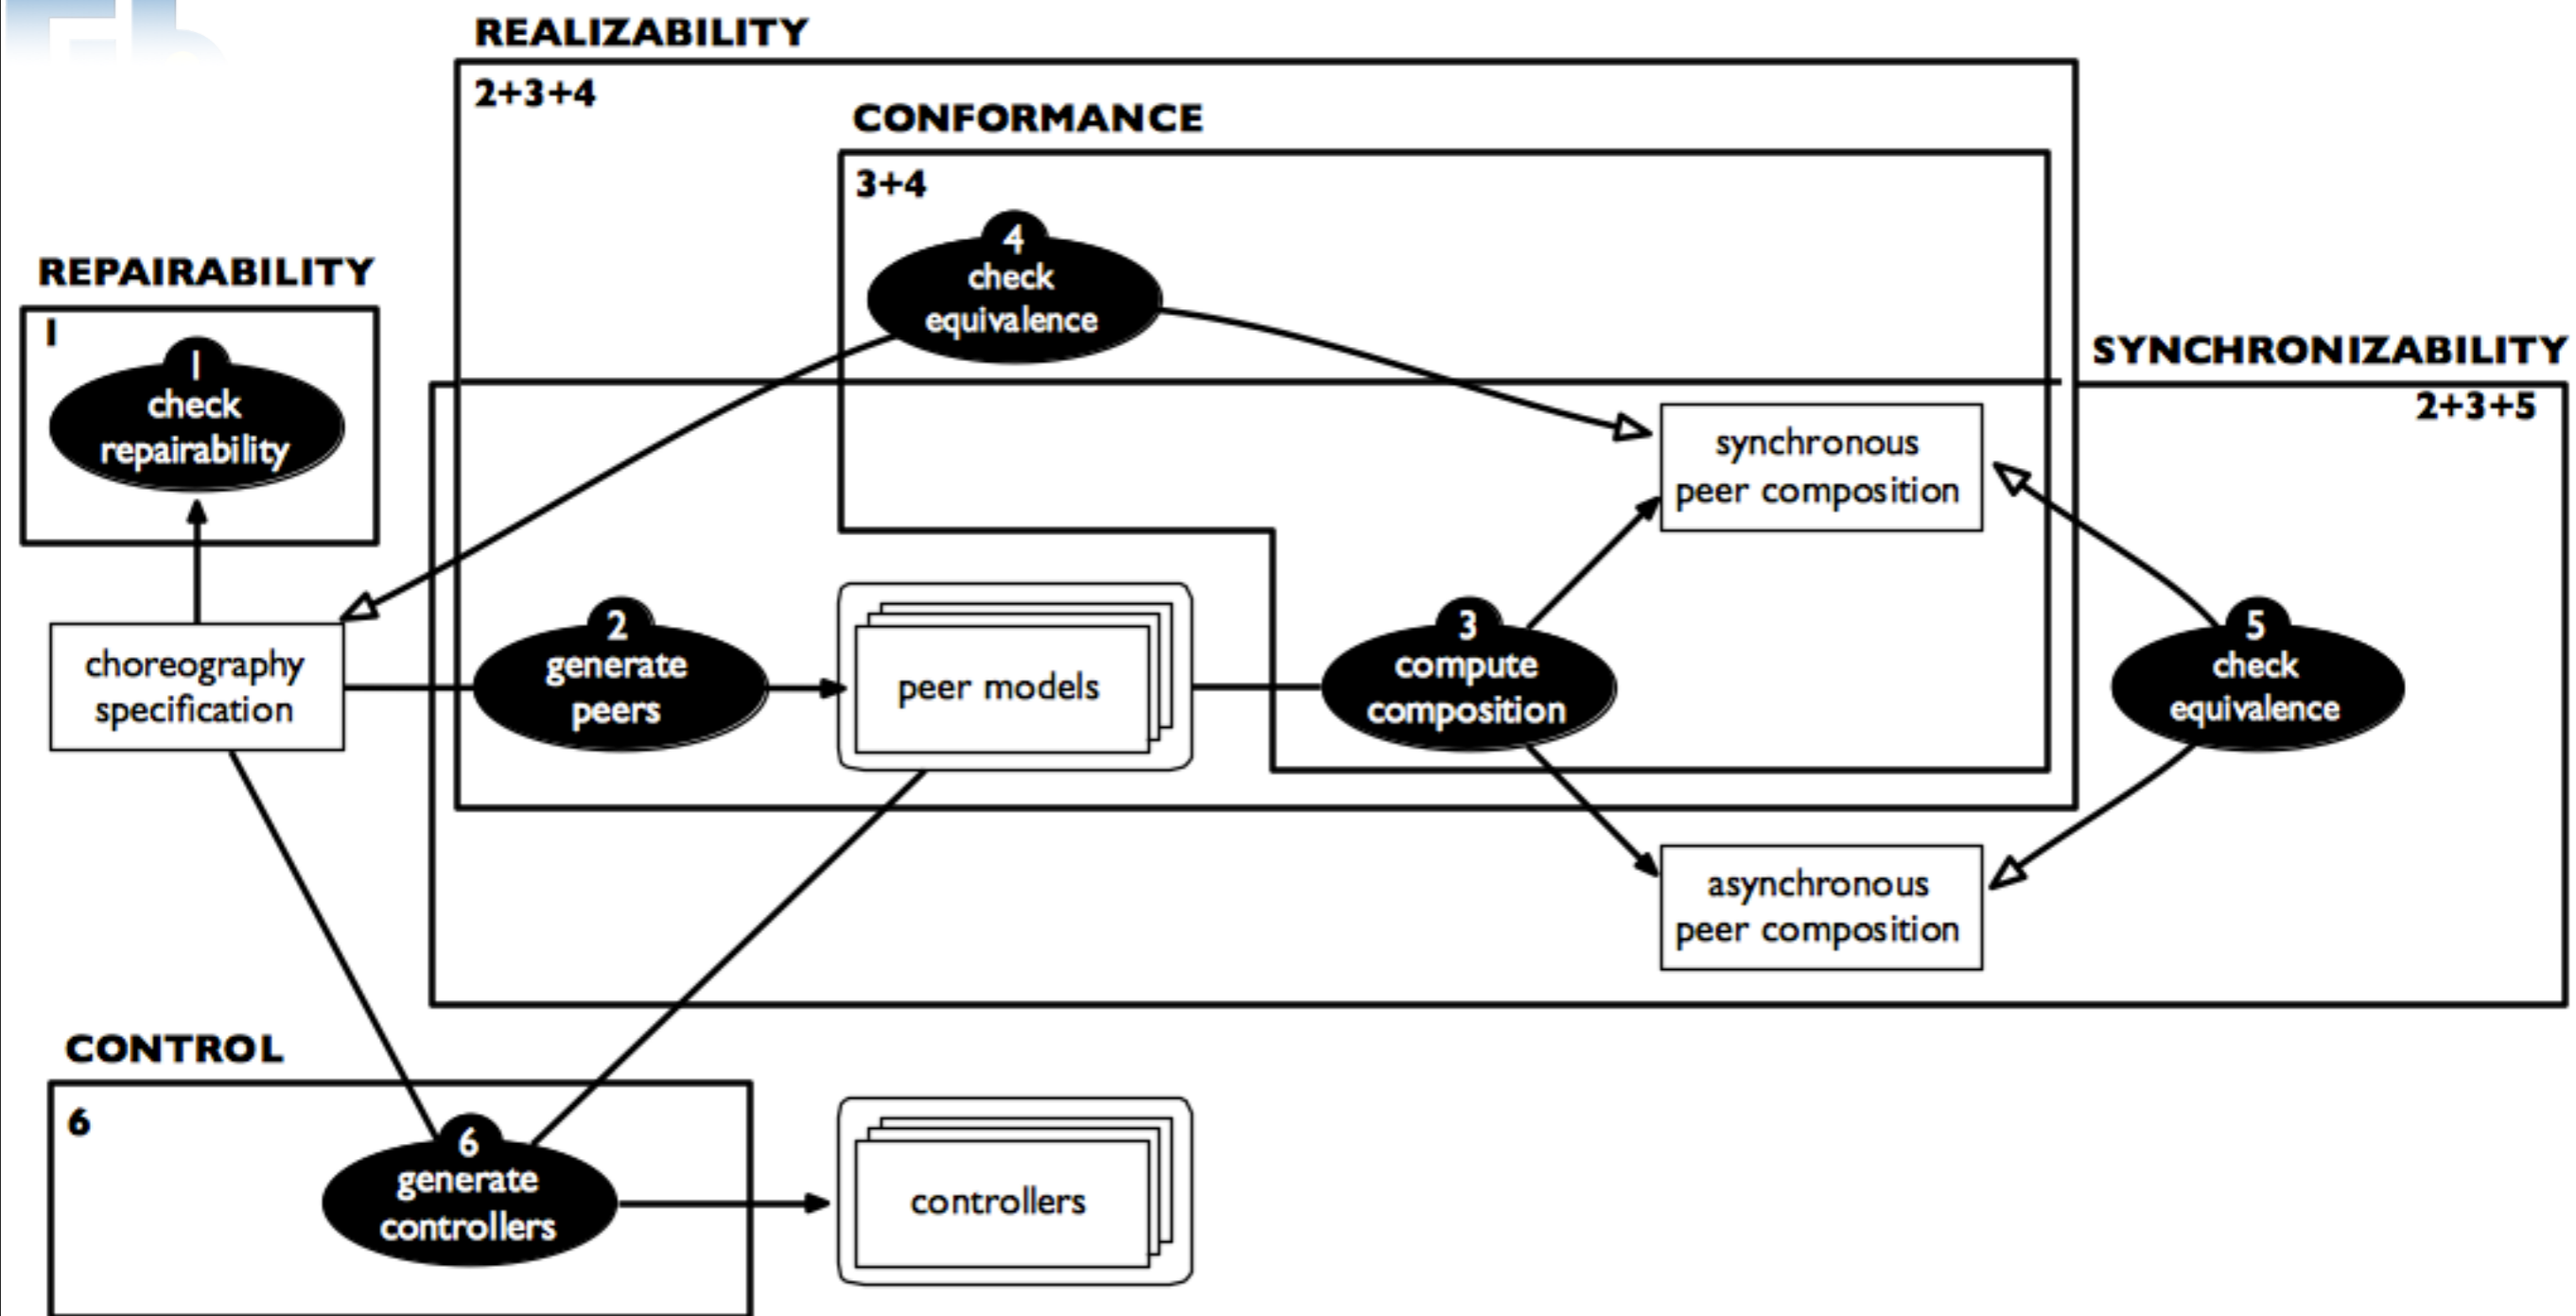 REALIZABILITY
2+3+4
CONFORMANCE
3+4
4
check
equivalence
REPAIRABILITY
1
1
check
repairability
SYNCHRONIZABILITY
2+3+5
synchronous
peer composition
choreography
specification
2
generate
peers
peer models
3
compute
composition
5
check
equivalence
asynchronous
peer composition
CONTROL
6
6
generate
controllers
controllers